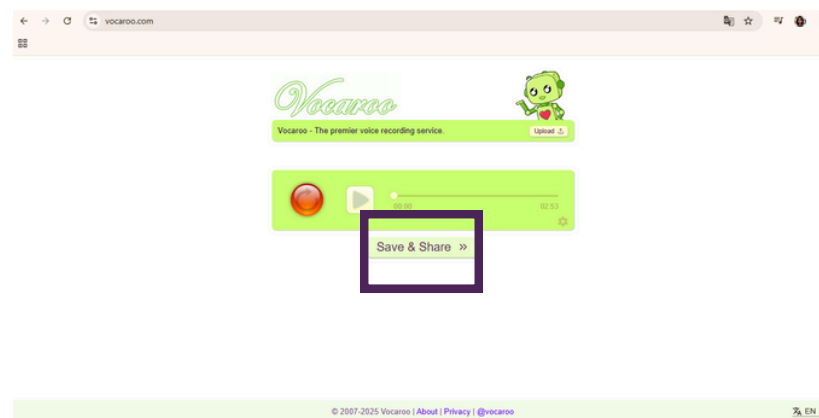 vocaroo.com
Vocaroo
Vocaroo - The premier voice recording service.
Upload
00:00
02:53
Save & Share »
© 2007-2025 Vocaroo | About | Privacy | @vocaroo
EN